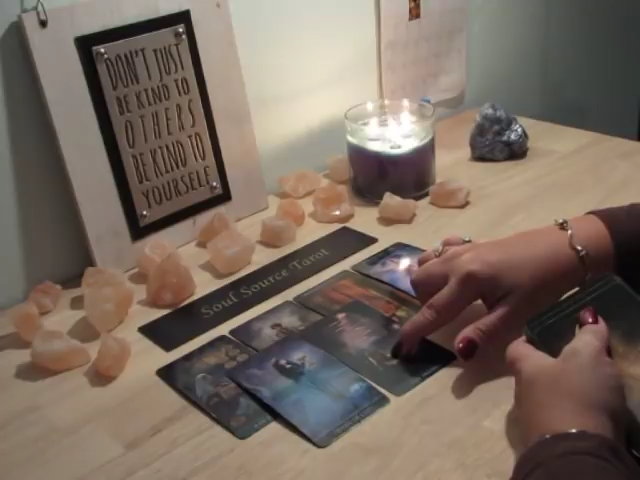 DON'T JUST
BE KIND TO
OTHERS
BE KIND TO
YOURSELF
Soul Source Tarot